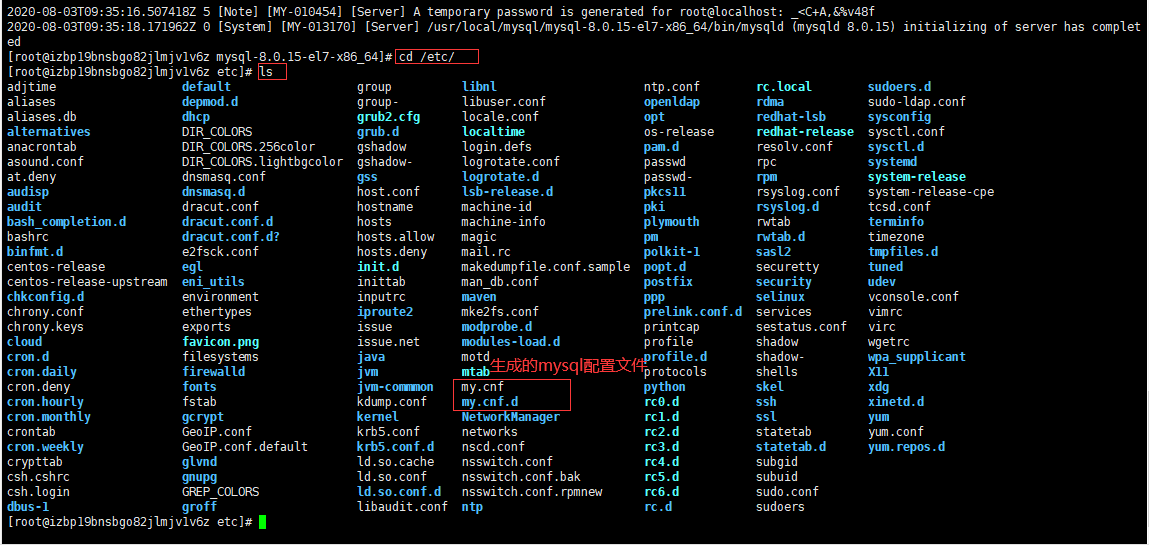 2020-08-03T09:35:16.507418Z 5 [Note] [MY-010454] [Server] A temporary password is generated for root@localhost: _<C+A,&%v48f
2020-08-03T09:35:18.171962Z 0 [System] [MY-013170] [Server] /usr/local/mysql/mysql-8.0.15-el7-x86_64/bin/mysqld (mysqld 8.0.15) initializing of server has complet
ed
[root@izbp19bnsbgo82jlmjv1v6z mysql-8.0.15-el7-x86_64]# cd /etc/
[root@izbp19bnsbgo82jlmjv1v6z etc]# ls
adjtime default group libnl ntp.conf rc.local sudoers.d
aliases depmod.d group- libuser.conf openldap rdma sudo-ldap.conf
aliases.db dhcp grub2.cfg locale.conf opt redhat-lsb sysconfig
alternatives DIR_COLORS grub.d localtime os-release redhat-release sysctl.conf
anacrontab DIR_COLORS.256color gshadow login.defs pam.d resolv.conf sysctl.d
asound.conf DIR_COLORS.lightbgcolor gshadow- logrotate.conf passwd rpc systemd
at.deny dnsmasq.conf gss logrotate.d passwd- rpm system-release
audisp dnsmasq.d host.conf lsb-release.d pkcs11 rsyslog.conf system-release-cpe
audit dracut.conf hostname machine-id pki rsyslog.d tcsd.conf
bash_completion.d dracut.conf.d hosts machine-info plymouth rwtab terminfo
bashrc dracut.conf.d? hosts.allow magic pm rwtab.d timezone
binfmt.d e2fsck.conf hosts.deny mail.rc polkit-1 sasl2 tmpfiles.d
centos-release egl init.d makedumpfile.conf.sample popt.d securetty tuned
centos-release-upstream eni_utils inittab man_db.conf postfix security udev
chkconfig.d environment inputrc maven ppp selinux vconsole.conf
chrony.conf ethertypes iproute2 mke2fs.conf prelink.conf.d services vimrc
chrony.keys exports issue modprobe.d printcap sestatus.conf virc
cloud favicon.png issue.net modules-load.d profile shadow wgetrc
cron.d filesystems java motd profile.d shadow- wpa_supplicant
生成的mysql配置文件
cron.daily firewalld jvm mtab protocols shells X11
cron.deny fonts jvm-commmon my.cnf python skel xdg
cron.hourly fstab kdump.conf my.cnf.d rc0.d ssh xinetd.d
cron.monthly gcrypt kernel NetworkManager rc1.d ssl yum
crontab GeoIP.conf krb5.conf networks rc2.d statetab yum.conf
cron.weekly GeoIP.conf.default krb5.conf.d nscd.conf rc3.d statetab.d yum.repos.d
crypttab glvnd ld.so.cache nsswitch.conf rc4.d subgid
csh.cshrc gnupg ld.so.conf nsswitch.conf.bak rc5.d subuid
csh.login GREP_COLORS ld.so.conf.d nsswitch.conf.rpmnew rc6.d sudo.conf
dbus-1 groff libaudit.conf ntp rc.d sudoers
[root@izbp19bnsbgo82jlmjv1v6z etc]#